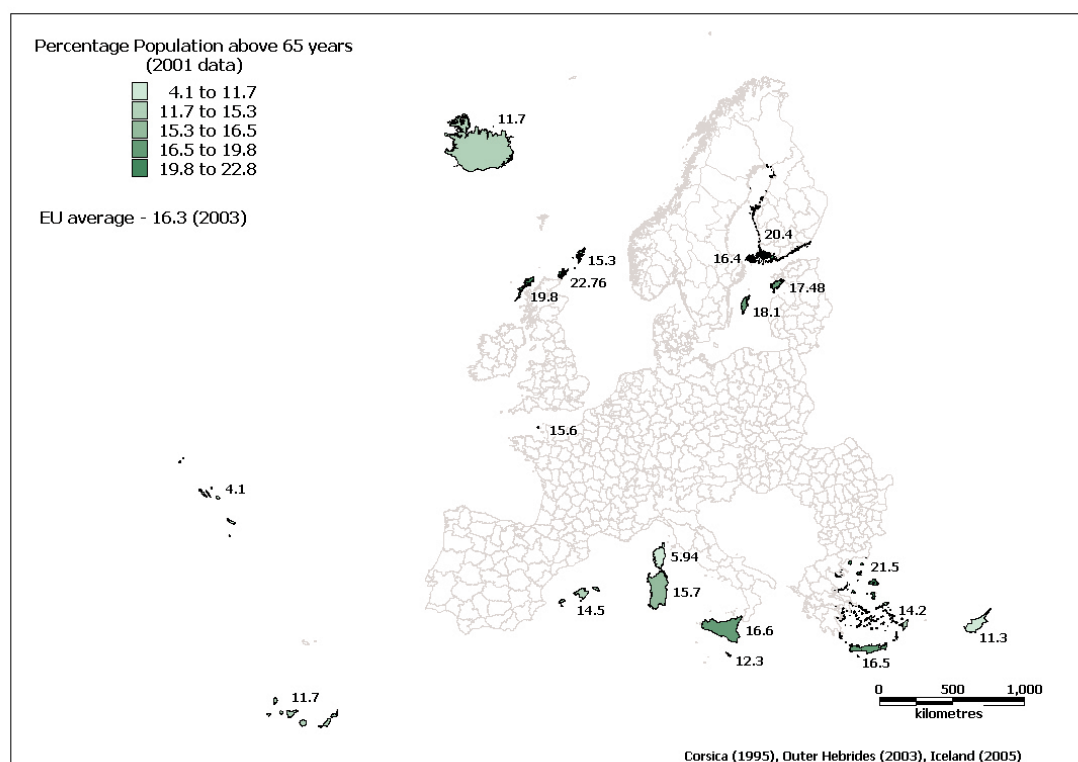 Percentage Population above 65 years
(2001 data)
4.1 to 11.7
11.7 to 15.3
15.3 to 16.5
16.5 to 19.8
19.8 to 22.8
EU average - 16.3 (2003)
11.7
20.4
16.4
15.3
22.76
17.48
19.8
18.1
15.6
4.1
5.94
21.5
15.7
14.5
14.2
16.6
11.3
12.3
16.5
11.7
0 500 1,000
kilometres
Corsica (1995), Outer Hebrides (2003), Iceland (2005)